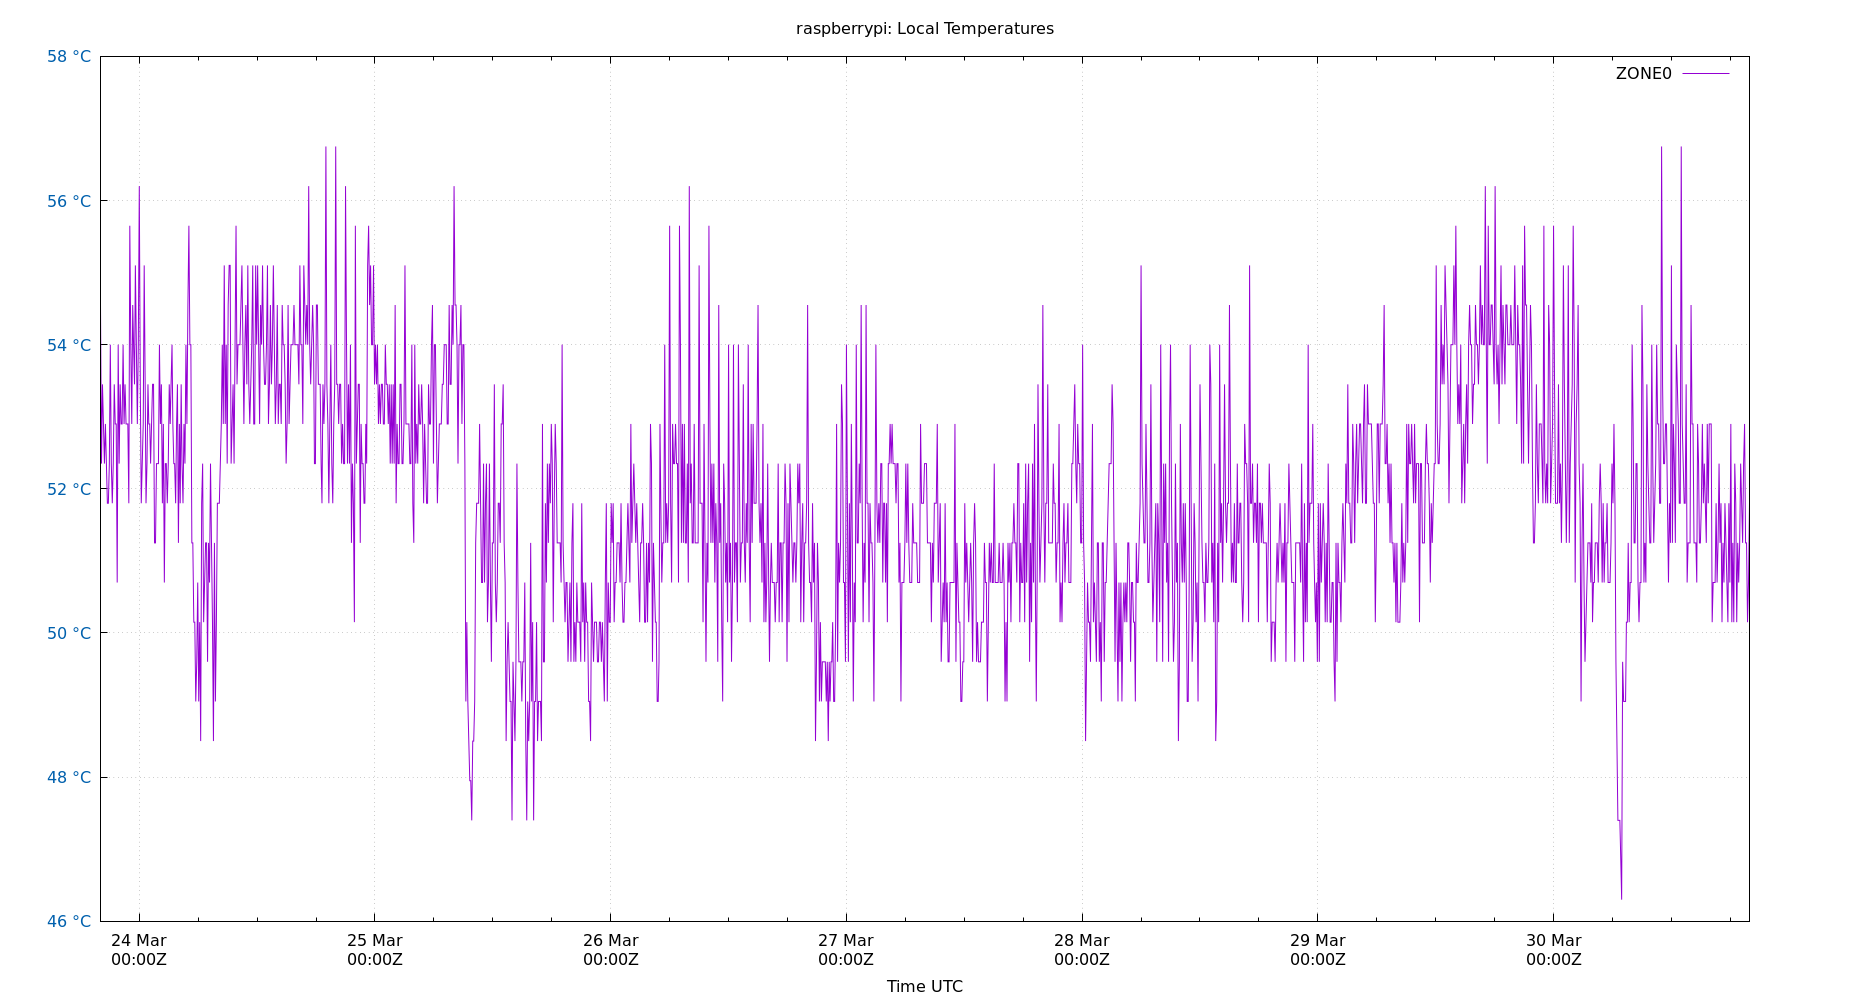 raspberrypi: Local Temperatures
ZONE0
58 °C
56 °C
54 °C
52 °C
50 °C
48 °C
46 °C
24 Mar 25 Mar 26 Mar 27 Mar 28 Mar 29 Mar 30 Mar
00:00Z 00:00Z 00:00Z 00:00Z 00:00Z 00:00Z 00:00Z
Time UTC